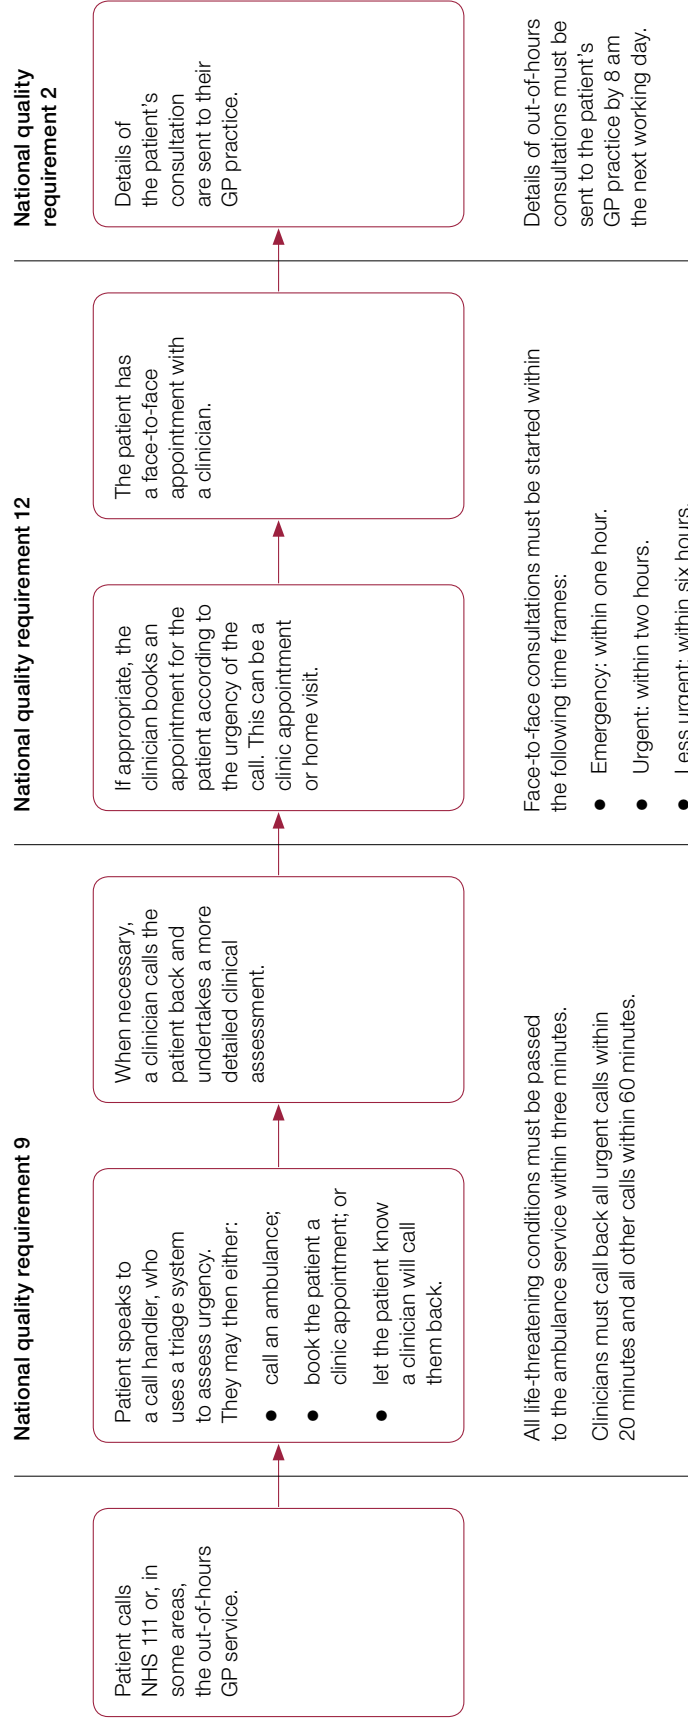 National quality requirement 9
National quality requirement 12
National quality
requirement 2
Patient calls
NHS 111 or, in
some areas,
the out-of-hours
GP service.
Patient speaks to
a call handler, who
uses a triage system
to assess urgency.
They may then either:
● call an ambulance;
● book the patient a
clinic appointment; or
● let the patient know
a clinician will call
them back.
When necessary,
a clinician calls the
patient back and
undertakes a more
detailed clinical
assessment.
If appropriate, the
clinician books an
appointment for the
patient according to
the urgency of the
call. This can be a
clinic appointment
or home visit.
The patient has
a face-to-face
appointment with
a clinician.
Details of
the patient's
consultation
are sent to their
GP practice.
All life-threatening conditions must be passed
to the ambulance service within three minutes.
Clinicians must call back all urgent calls within
20 minutes and all other calls within 60 minutes.
Face-to-face consultations must be started within
the following time frames:
● Emergency: within one hour.
● Urgent: within two hours.
● Less urgent: within six hours.
Details of out-of-hours
consultations must be
sent to the patient's
GP practice by 8 am
the next working day.